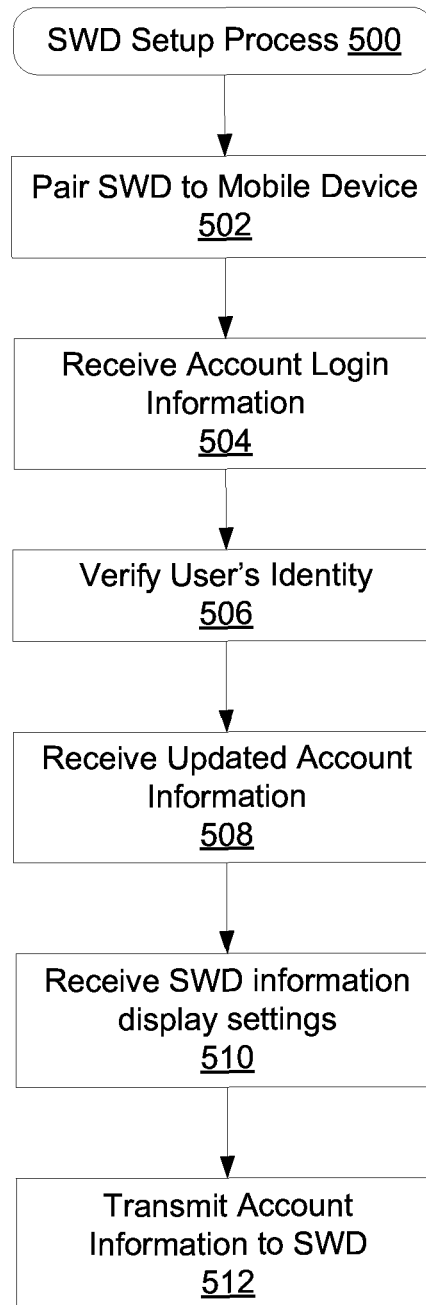 SWD Setup Process 500
Pair SWD to Mobile Device
502
Receive Account Login
Information
504
Verify User's Identity
506
Receive Updated Account
Information
508
Receive SWD information
display settings
510
Transmit Account
Information to SWD
512